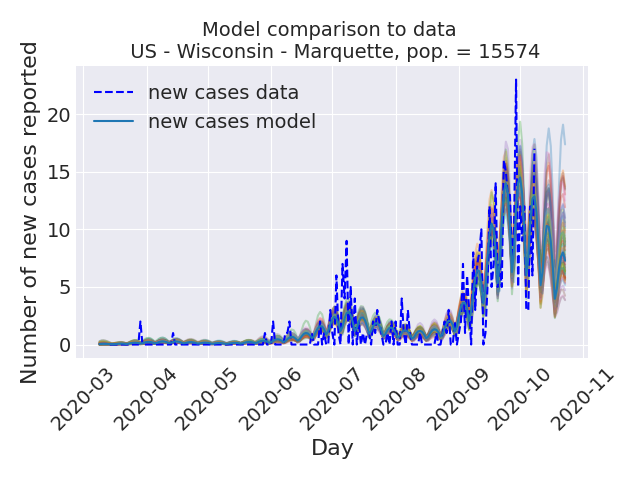 Model comparison to data
US - Wisconsin - Marquette, pop. = 15574
Number of new cases reported
20
15
10
5
0
new cases data
new cases model
2020-03
2020-04
2020-05
2020-06
2020-07
2020-08
2020-09
2020-10
2020-11
Day